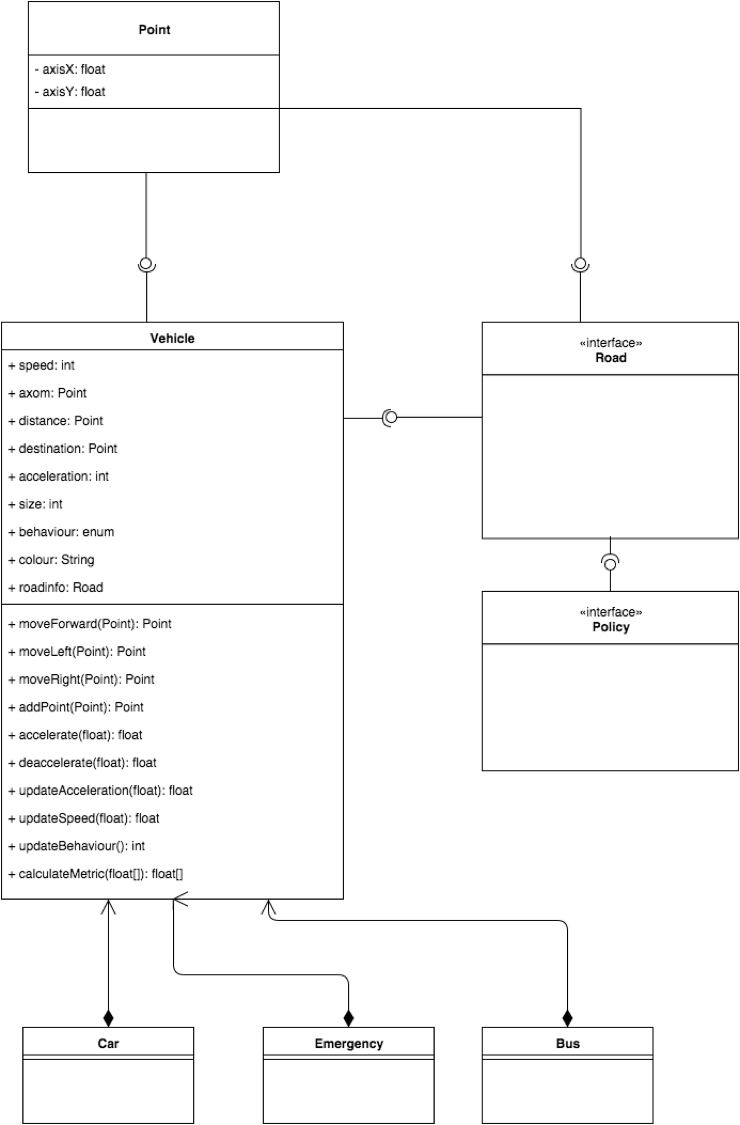 Point
- axisX: float
- axisY: float
Vehicle
+ speed: int
+ axom: Point
+ distance: Point
+ destination: Point
+ acceleration: int
+ size: int
+ behaviour: enum
+ colour: String
+ roadinfo: Road
+ moveForward(Point): Point
+ moveLeft(Point): Point
+ moveRight(Point): Point
+ addPoint(Point): Point
+ accelerate(float): float
+ deaccelerate(float): float
+ updateAcceleration(float): float
+ updateSpeed(float): float
+ updateBehaviour(): int
+ calculateMetric(float[]): float[]
«interface»
Road
«interface»
Policy
Car
Emergency
Bus